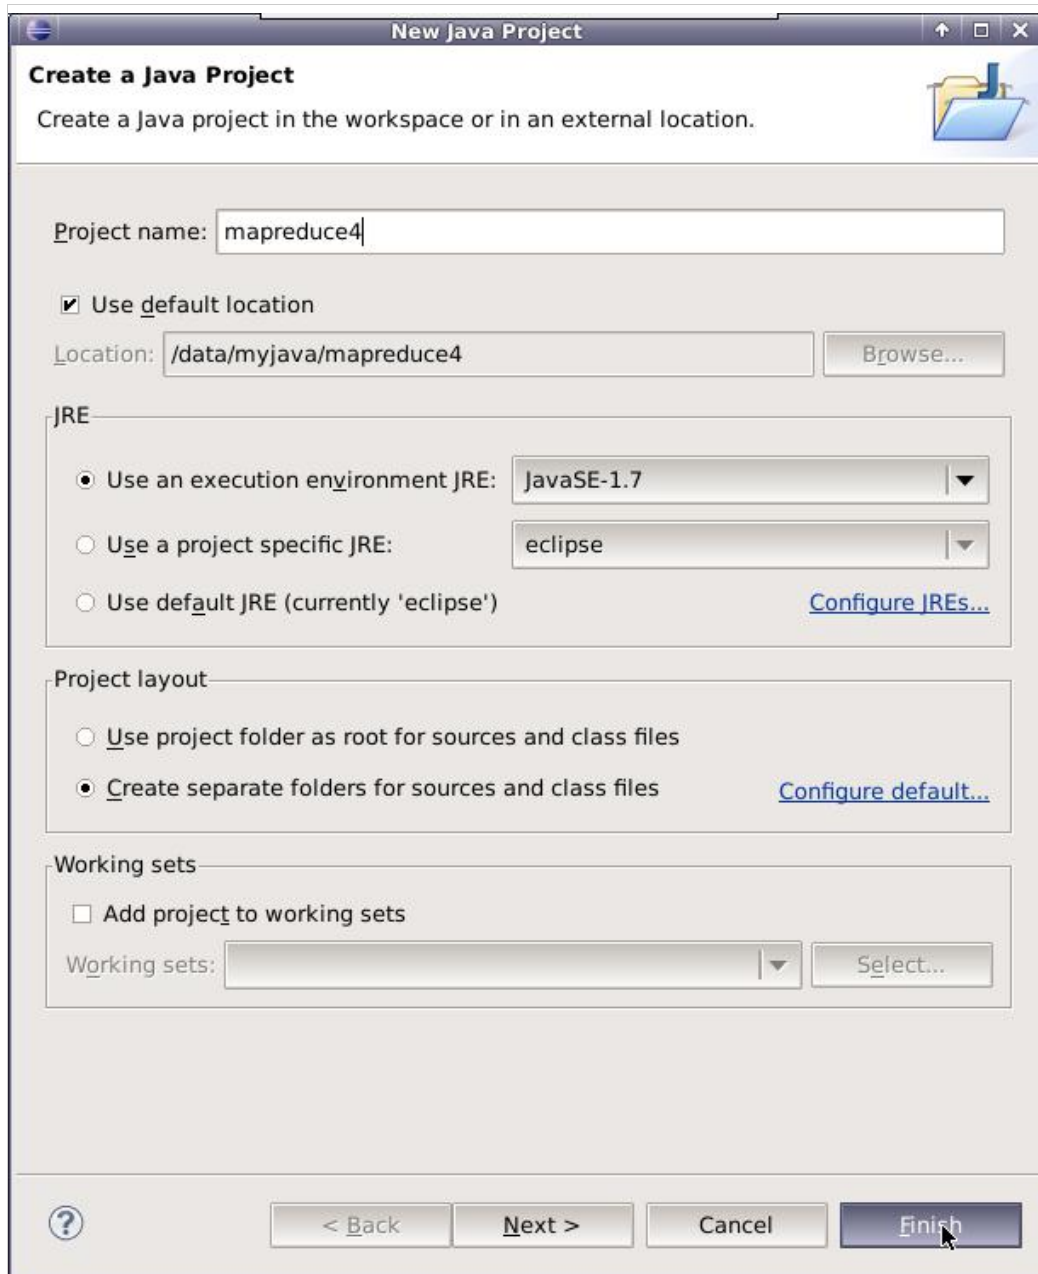 New Java Project
Create a Java Project
Create a Java project in the workspace or in an external location.
Project name: mapreduce4
Use default location
Location: /data/myjava/mapreduce4 Browse...
JRE
Use an execution environment JRE: JavaSE-1.7
Use a project specific JRE: eclipse
Use default JRE (currently 'eclipse') Configure JREs...
Project layout
Use project folder as root for sources and class files
Create separate folders for sources and class files Configure default...
Working sets
Add project to working sets
Working sets: Select...
? < Back Next > Cancel Finish